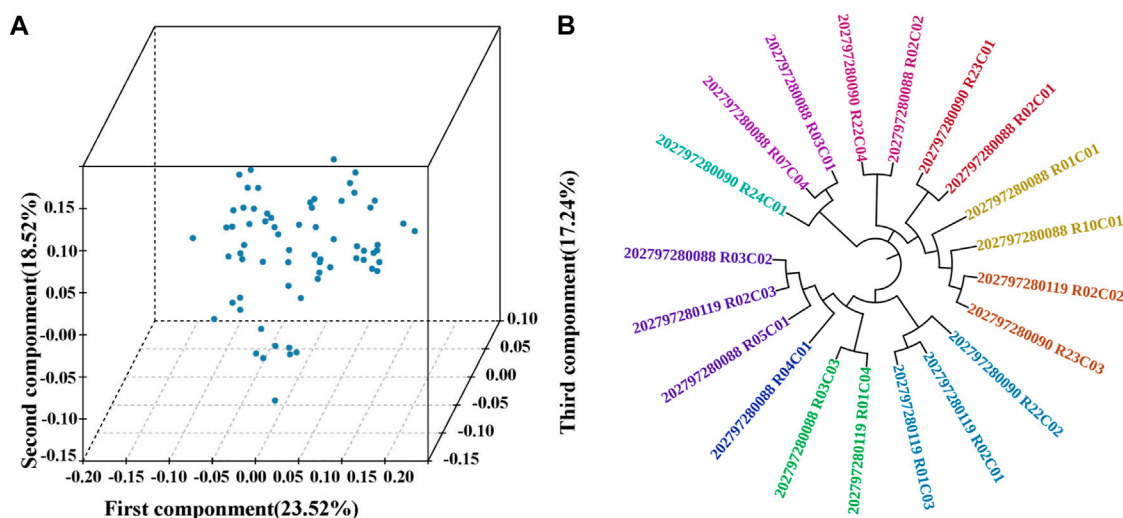 A
Second componment(18.52%)
0.15
0.10
0.05
-0.00
-0.05
-0.10
-0.15
-0.20
-0.15
-0.10
-0.05
0.00
0.05
0.10
0.15
0.20
First componment(23.52%)
0.10
0.05
0.00
-0.05
-0.10
-0.15
Third componment(17.24%)
B
202797280090 R24C01
202797280088 R07C04
202797280088 R03C01
202797280090 R22C04
202797280088 R02C02
202797280090 R23C01
202797280088 R02C01
202797280088 R01C01
202797280088 R10C01
202797280119 R02C02
202797280090 R23C03
202797280090 R22C02
202797280119 R02C01
202797280119 R01C03
202797280119 R01C04
202797280088 R03C03
202797280088 R04C01
202797280088 R05C01
202797280119 R02C03
202797280088 R03C02